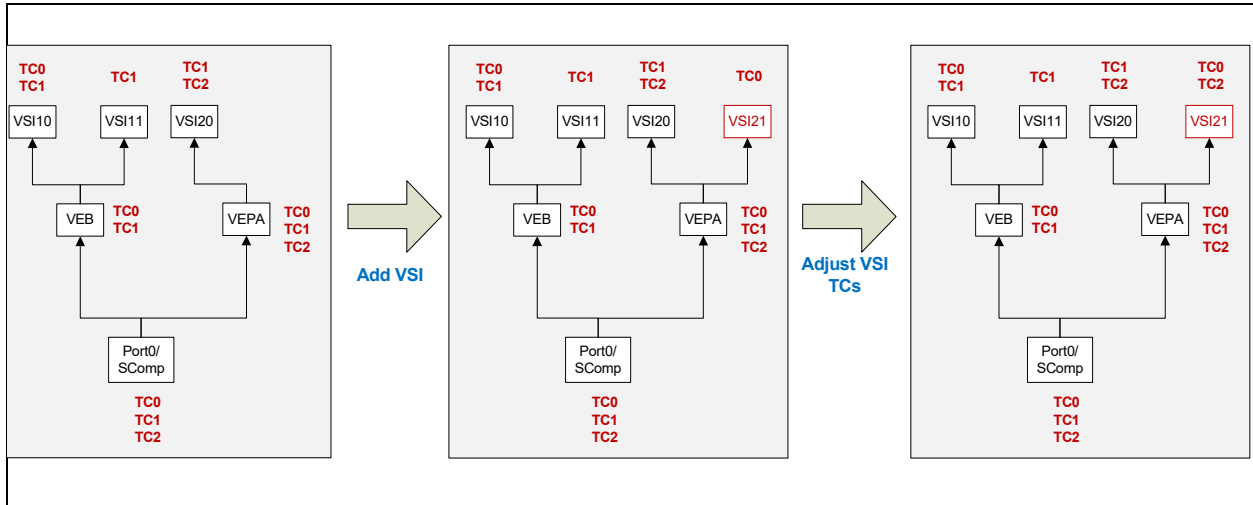 TC0
TC1
TC1
TC1
TC2
VSI10
VSI11
VSI20
VEB
TC0
TC1
VEPA
TC0
TC1
TC2
Port0/
SComp
TC0
TC1
TC2
Add VSI
TC0
TC1
TC1
TC1
TC2
TC0
VSI10
VSI11
VSI20
VSI21
VEB
TC0
TC1
VEPA
TC0
TC1
TC2
Port0/
SComp
TC0
TC1
TC2
Adjust VSI
TCs
TC0
TC1
TC1
TC1
TC2
TC0
TC2
VSI10
VSI11
VSI20
VSI21
VEB
TC0
TC1
VEPA
TC0
TC1
TC2
Port0/
SComp
TC0
TC1
TC2